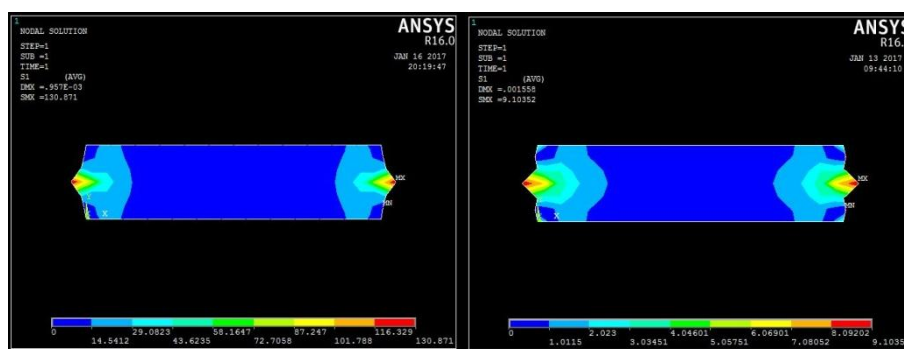 1
NODAL SOLUTION
STEP=1
SUB =1
TIME=1
S1 (AVG)
DMX =.957E-03
SMX =130.871
ANSYS
R16.0
JAN 16 2017
20:19:47
MX
MN
Y
X
0 29.0823 58.1647 87.247 116.329
14.5412 43.6235 72.7058 101.788 130.871
1
NODAL SOLUTION
STEP=1
SUB =1
TIME=1
S1 (AVG)
DMX =.001558
SMX =9.10352
ANSYS
R16.
JAN 13 2017
09:44:10
MX
MN
X
0 2.023 4.04601 6.06901 8.09202
1.0115 3.03451 5.05751 7.08052 9.1035